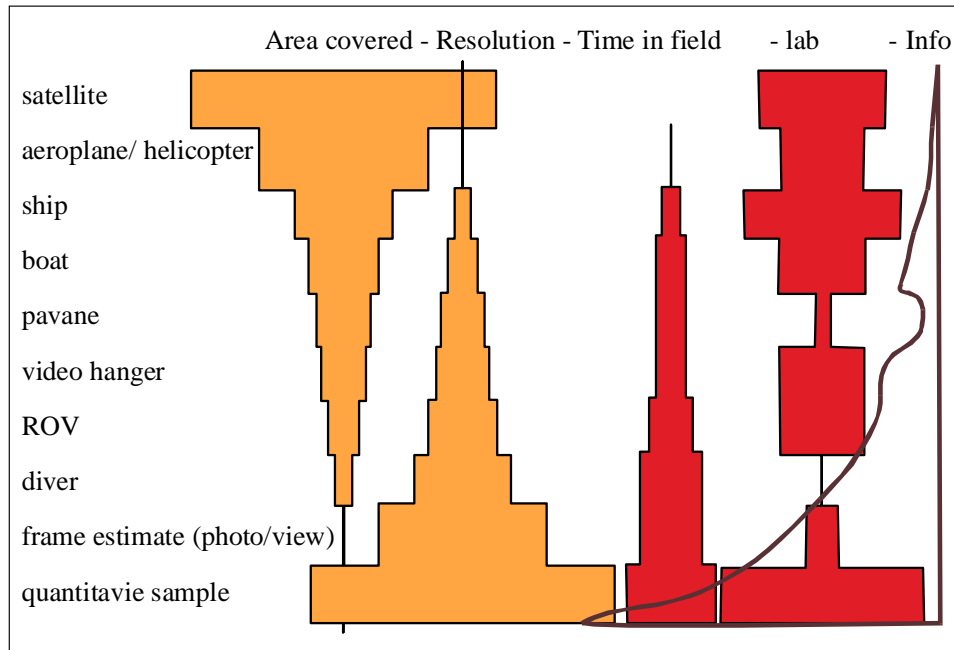 Area covered - Resolution - Time in field - lab - Info
satellite
aeroplane/ helicopter
ship
boat
pavane
video hanger
ROV
diver
frame estimate (photo/view)
quantitavie sample